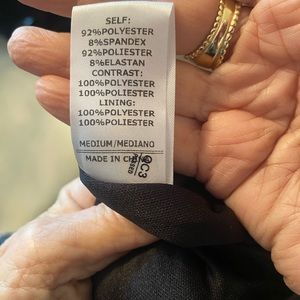 SELF:
92%POLYESTER
8%SPANDEX
92%POLIESTER
8%ELASTAN
CONTRAST:
100%POLYESTER
100%POLIESTER
LINING:
100%POLYESTER
100%POLIESTER
MEDIUM/MEDIANO
MADE IN CHINA
QC3